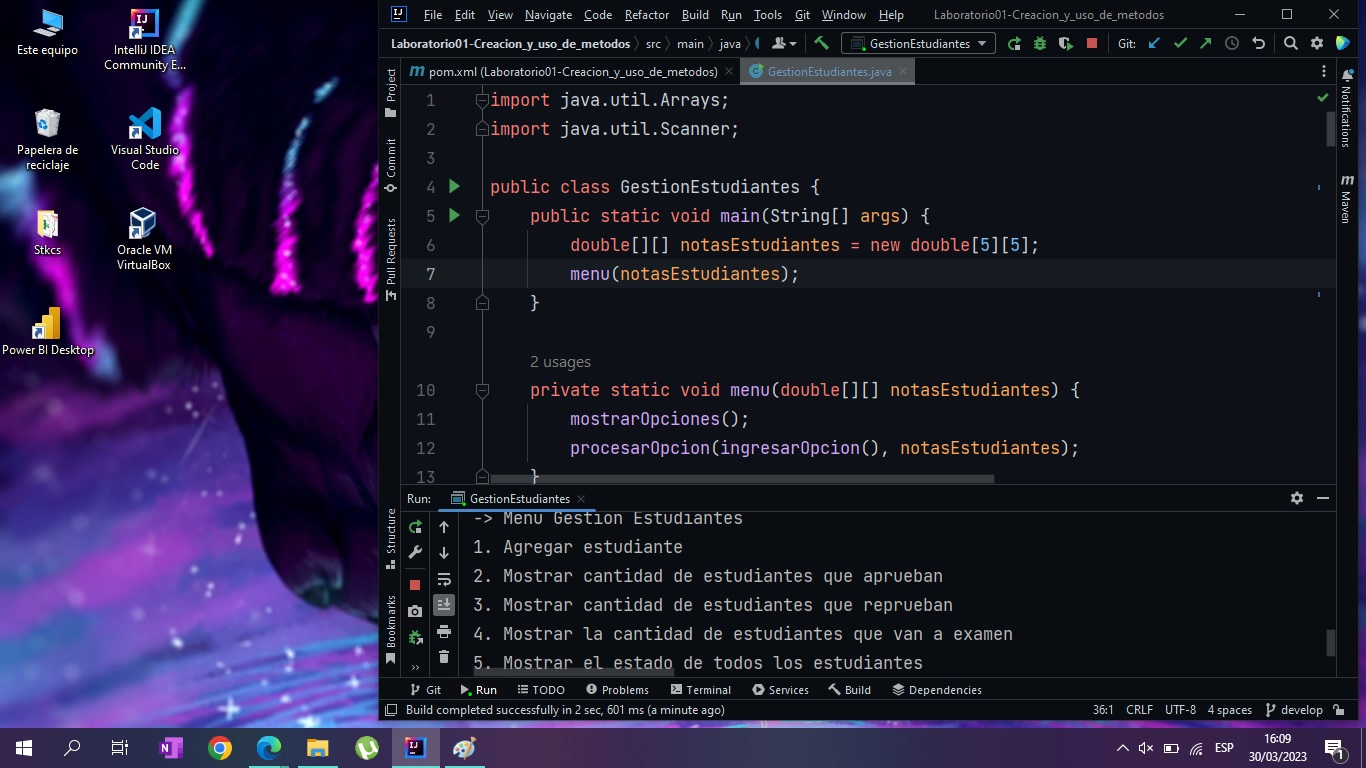 Este equipo
IntelliJ IDEA
Community E...
Papelera de
reciclaje
Visual Studio
Code
Stkcs
Oracle VM
VirtualBox
Power BI Desktop
IJ
File Edit View Navigate Code Refactor Build Run Tools Git Window Help Laboratorio01-Creacion_y_uso_de_metodos
Laboratorio01-Creacion_y_uso_de_metodos src main java GestionEstudiantes Git:
Project
Commit
Pull Requests
Structure
Bookmarks
m pom.xml (Laboratorio01-Creacion_y_uso_de_metodos) C GestionEstudiantes.java
Notifications
m Maven
1 import java.util.Arrays;
2 import java.util.Scanner;
3
4 public class GestionEstudiantes {
5 public static void main(String[] args) {
6 double[][] notasEstudiantes = new double[5][5];
7 menu(notasEstudiantes);
8 }
9
2 usages
10 private static void menu(double[][] notasEstudiantes) {
11 mostrarOpciones();
12 procesarOpcion(ingresarOpcion(), notasEstudiantes);
13 }
Run: GestionEstudiantes
-> Menu Gestion Estudiantes
1. Agregar estudiante
2. Mostrar cantidad de estudiantes que aprueban
3. Mostrar cantidad de estudiantes que reprueban
4. Mostrar la cantidad de estudiantes que van a examen
5. Mostrar el estado de todos los estudiantes
Git Run TODO Problems Terminal Services Build Dependencies
Build completed successfully in 2 sec, 601 ms (a minute ago) 36:1 CRLF UTF-8 4 spaces develop
N IJ ESP 16:09
30/03/2023 1